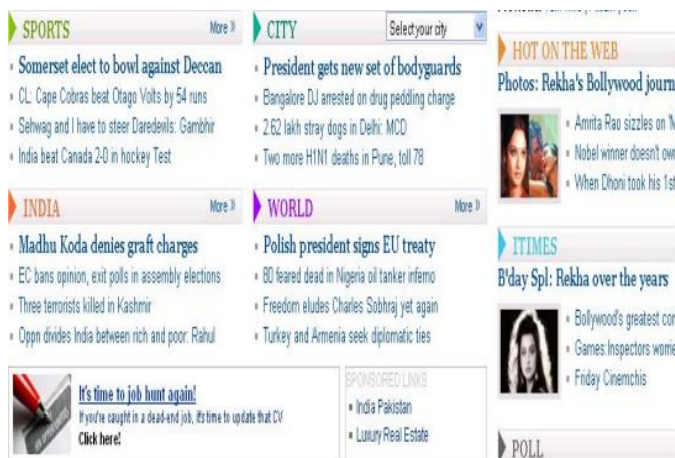 SPORTS
More »
Somerset elect to bowl against Deccan
CL: Cape Cobras beat Otago Volts by 54 runs
Sehwag and I have to steer Daredevils: Gambhir
India beat Canada 2-0 in hockey Test
CITY
Select your city
President gets new set of bodyguards
Bangalore DJ arrested on drug peddling charge
2.62 lakh stray dogs in Delhi: MCD
Two more H1N1 deaths in Pune, toll 78
INDIA
More »
Madhu Koda denies graft charges
EC bans opinion, exit polls in assembly elections
Three terrorists killed in Kashmir
Oppn divides India between rich and poor: Rahul
WORLD
More »
Polish president signs EU treaty
80 feared dead in Nigeria oil tanker inferno
Freedom eludes Charles Sobhraj yet again
Turkey and Armenia seek diplomatic ties
It's time to job hunt again!
If you're caught in a dead-end job, it's time to update that CV
Click here!
SPONSORED LINKS
India Pakistan
Luxury Real Estate
HOT ON THE WEB
Photos: Rekha's Bollywood journ
Amrita Rao sizzles on 'M
Nobel winner doesn't ow
When Dhoni took his 1st
ITIMES
B'day Spl: Rekha over the years
Bollywood's greatest co
Games:Inspectors worrie
Friday Cinemchis
POLL